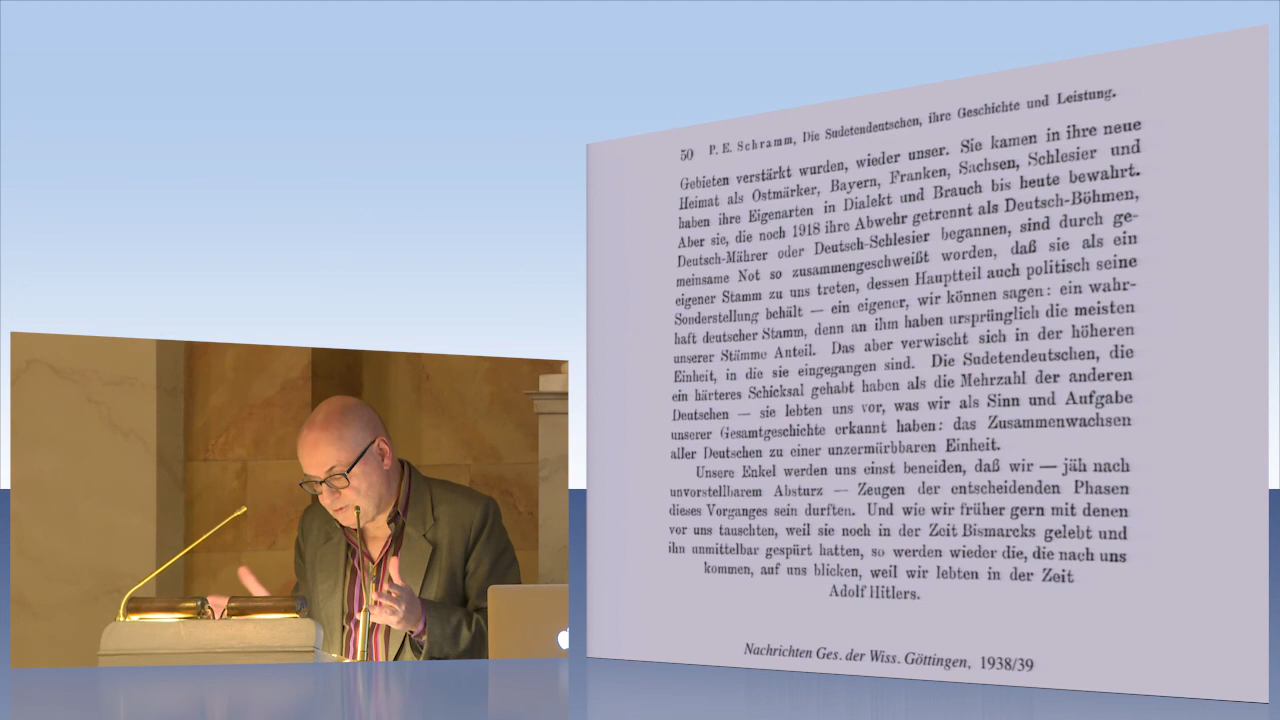 50 P. E. Schramm, Die Sudetendeutschen, ihre Geschichte und Leistung.
Gebieten verstärkt wurden, wieder unser. Sie kamen in ihre neue
Heimat als Ostmärker, Bayern, Franken, Sachsen, Schlesier und
haben ihre Eigenarten in Dialekt und Brauch bis heute bewahrt.
Aber sie, die noch 1918 ihre Abwehr getrennt als Deutsch-Böhmen,
Deutsch-Mährer oder Deutsch-Schlesier begannen, sind durch ge-
meinsame Not so zusammengeschweißt worden, daß sie als ein
eigener Stamm zu uns treten, dessen Hauptteil auch politisch seine
Sonderstellung behält — ein eigener, wir können sagen: ein wahr-
haft deutscher Stamm, denn an ihm haben ursprünglich die meisten
unserer Stämme Anteil. Das aber verwischt sich in der höheren
Einheit, in die sie eingegangen sind. Die Sudetendeutschen, die
ein härteres Schicksal gehabt haben als die Mehrzahl der anderen
Deutschen — sie lebten uns vor, was wir als Sinn und Aufgabe
unserer Gesamtgeschichte erkannt haben: das Zusammenwachsen
aller Deutschen zu einer unzermürbbaren Einheit.
Unsere Enkel werden uns einst beneiden, daß wir — jäh nach
unvorstellbarem Absturz — Zeugen der entscheidenden Phasen
dieses Vorganges sein durften. Und wie wir früher gern mit denen
vor uns tauschten, weil sie noch in der Zeit Bismarcks gelebt und
ihn unmittelbar gespürt hatten, so werden wieder die, die nach uns
kommen, auf uns blicken, weil wir lebten in der Zeit
Adolf Hitlers.
Nachrichten Ges. der Wiss. Göttingen, 1938/39